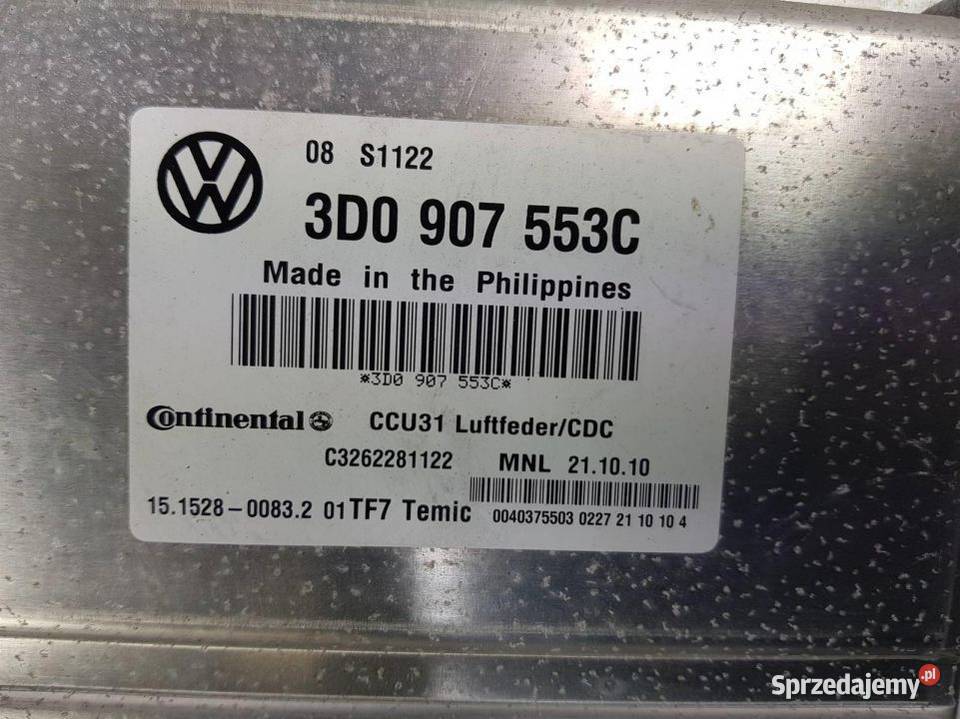 08 S1122
3D0 907 553C
Made in the Philippines
*3D0 907 553C*
Continental CCU31 Luftfeder/CDC
C3262281122 MNL 21.10.10
15.1528-0083.2 01TF7 Temic 0040375503 0227 21 10 10 4
Sprzedajemy.pl